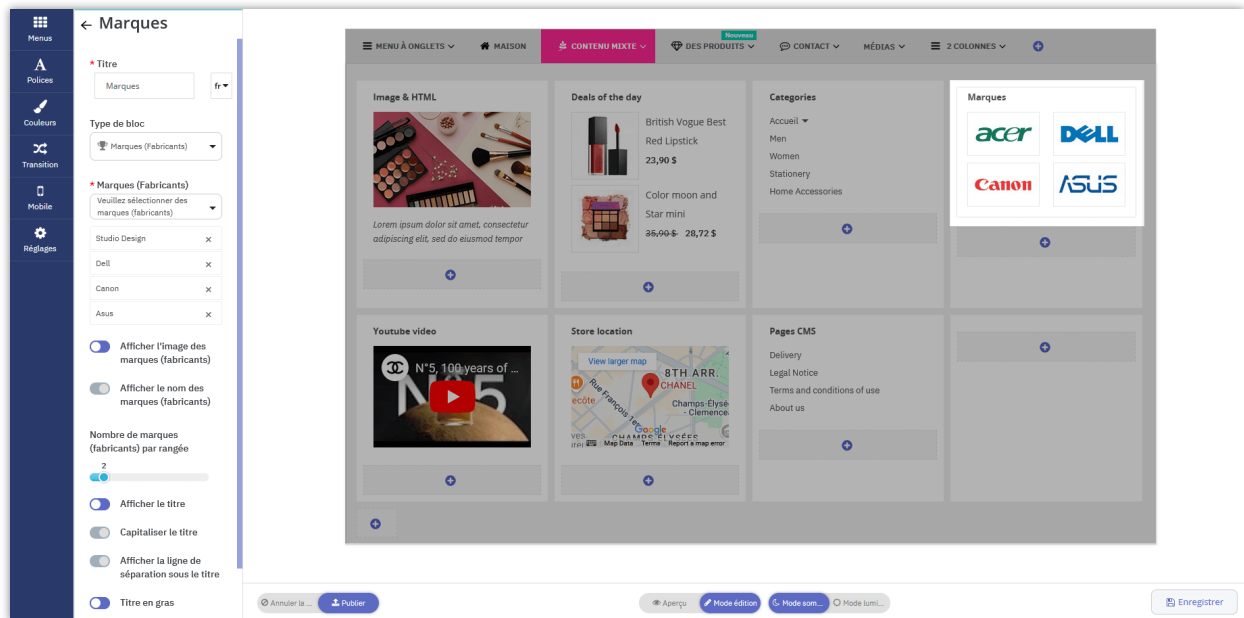 Menus
Polices
Couleurs
Transition
Mobile
Réglages
← Marques
* Titre
Marques
fr
Type de bloc
Marques (Fabricants)
* Marques (Fabricants)
Veuillez sélectionner des
marques (fabricants)
Studio Design
Dell
Canon
Asus
Afficher l'image des
marques (fabricants)
Afficher le nom des
marques (fabricants)
Nombre de marques
(fabricants) par rangée
2
Afficher le titre
Capitaliser le titre
Afficher la ligne de
séparation sous le titre
Titre en gras
Nouveau
MENU À ONGLETS
MAISON
CONTENU MIXTE
DES PRODUITS
CONTACT
MÉDIAS
2 COLONNES
Image & HTML
Lorem ipsum dolor sit amet, consectetur
adipiscing elit, sed do eiusmod tempor
Deals of the day
British Vogue Best
Red Lipstick
23,90 $
Color moon and
Star mini
35,90 $ 28,72 $
Categories
Accueil
Men
Women
Stationery
Home Accessories
Marques
acer
DELL
Canon
ASUS
Youtube video
N°5, 100 years of ...
N°5
Store location
View larger map
8TH ARR.
CHANEL
Rue François 1er
Champs-Elysé
- Clemence
CHAMPS-ÉLYSÉES
Google
Map Data Terms Report a map error
Pages CMS
Delivery
Legal Notice
Terms and conditions of use
About us
Annuler la ...
Publier
Aperçu
Mode édition
Mode som...
Mode lumi...
Enregistrer